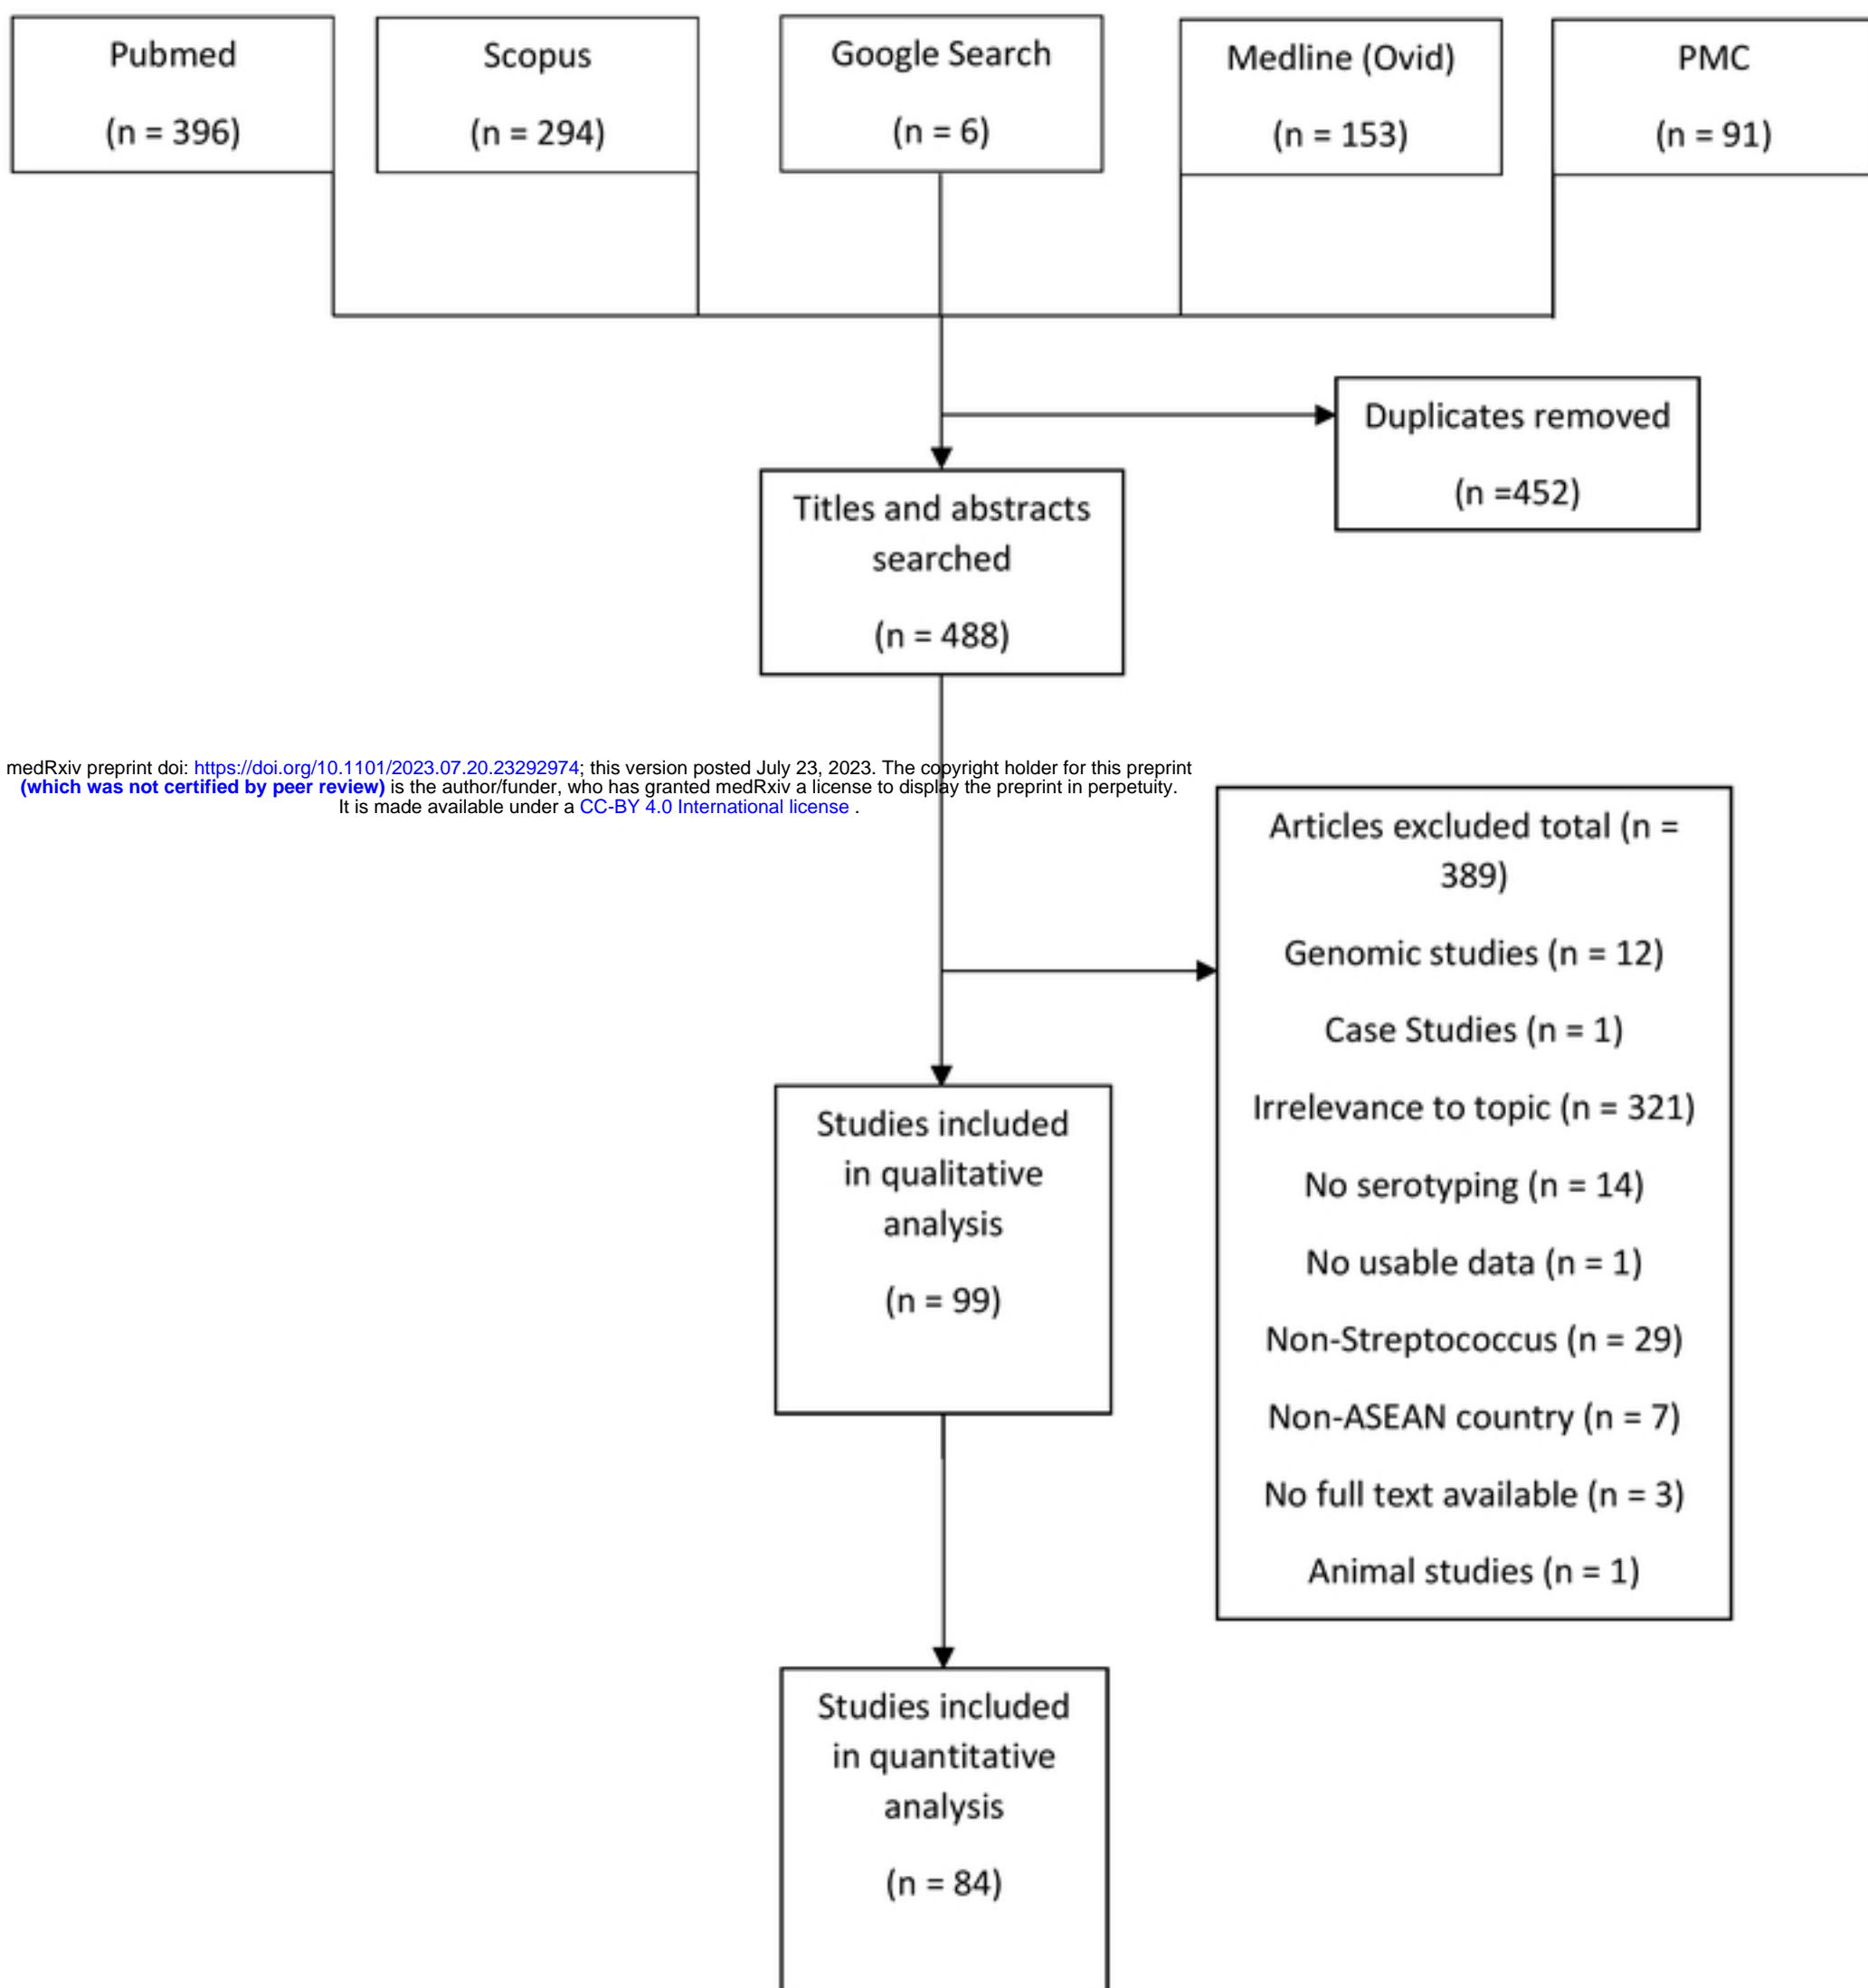 Pubmed
(n = 396)
Scopus
(n = 294)
Google Search
(n = 6)
Medline (Ovid)
(n = 153)
PMC
(n = 91)
Duplicates removed
(n =452)
Titles and abstracts
searched
(n = 488)
medRxiv preprint doi: https://doi.org/10.1101/2023.07.20.23292974; this version posted July 23, 2023. The copyright holder for this preprint
(which was not certified by peer review) is the author/funder, who has granted medRxiv a license to display the preprint in perpetuity.
It is made available under a CC-BY 4.0 International license .
Articles excluded total (n =
389)
Genomic studies (n = 12)
Case Studies (n = 1)
Irrelevance to topic (n = 321)
No serotyping (n = 14)
No usable data (n = 1)
Non-Streptococcus (n = 29)
Non-ASEAN country (n = 7)
No full text available (n = 3)
Animal studies (n = 1)
Studies included
in qualitative
analysis
(n = 99)
Studies included
in quantitative
analysis
(n = 84)